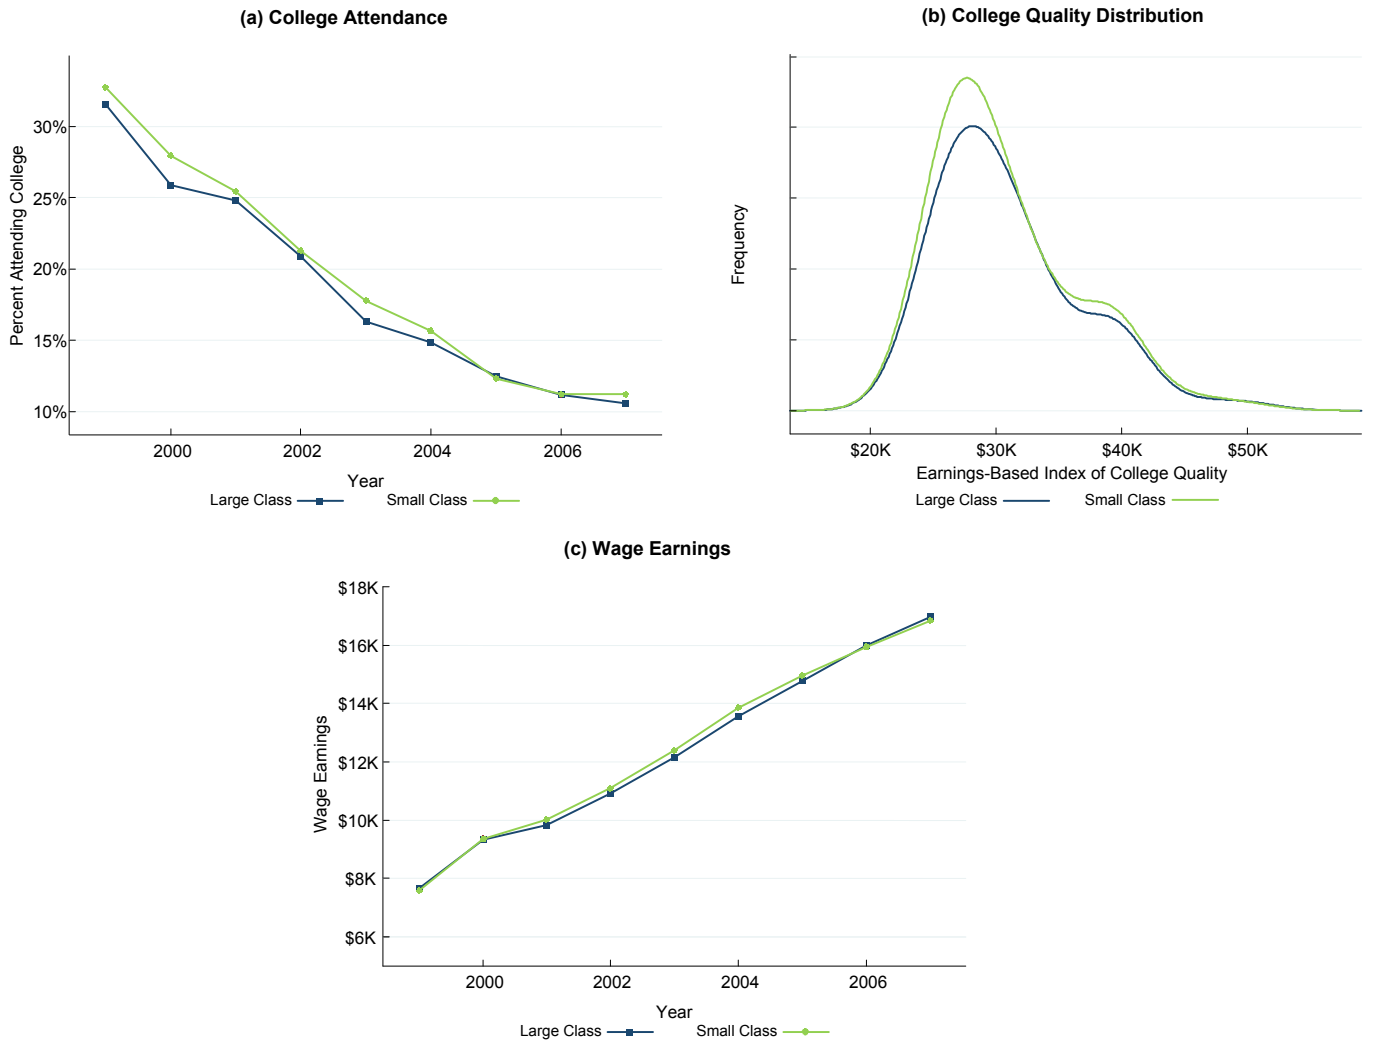 (a) College Attendance
Percent Attending College
30%
25%
20%
15%
10%
2000 2002 2004 2006
Year
Large Class Small Class
(b) College Quality Distribution
Frequency
$20K $30K $40K $50K
Earnings-Based Index of College Quality
Large Class Small Class
(c) Wage Earnings
Wage Earnings
$18K
$16K
$14K
$12K
$10K
$8K
$6K
2000 2002 2004 2006
Year
Large Class Small Class